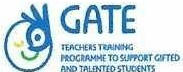 GATE
TEACHERS TRAINING
PROGRAMME TO SUPPORT GIFTED
AND TALENTED STUDENTS